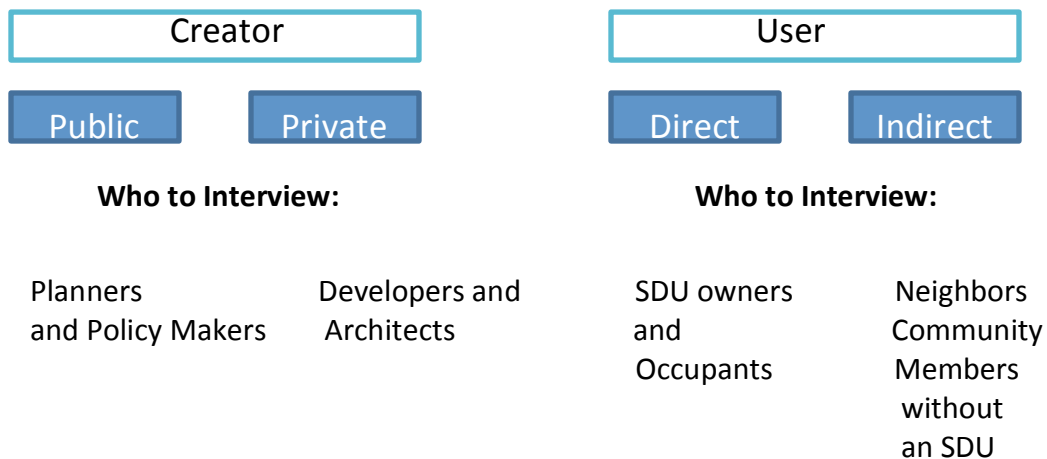 Creator
User
Public
Private
Direct
Indirect
Who to Interview:
Who to Interview:
Planners
and Policy Makers
Developers and
Architects
SDU owners
and
Occupants
Neighbors
Community
Members
without
an SDU